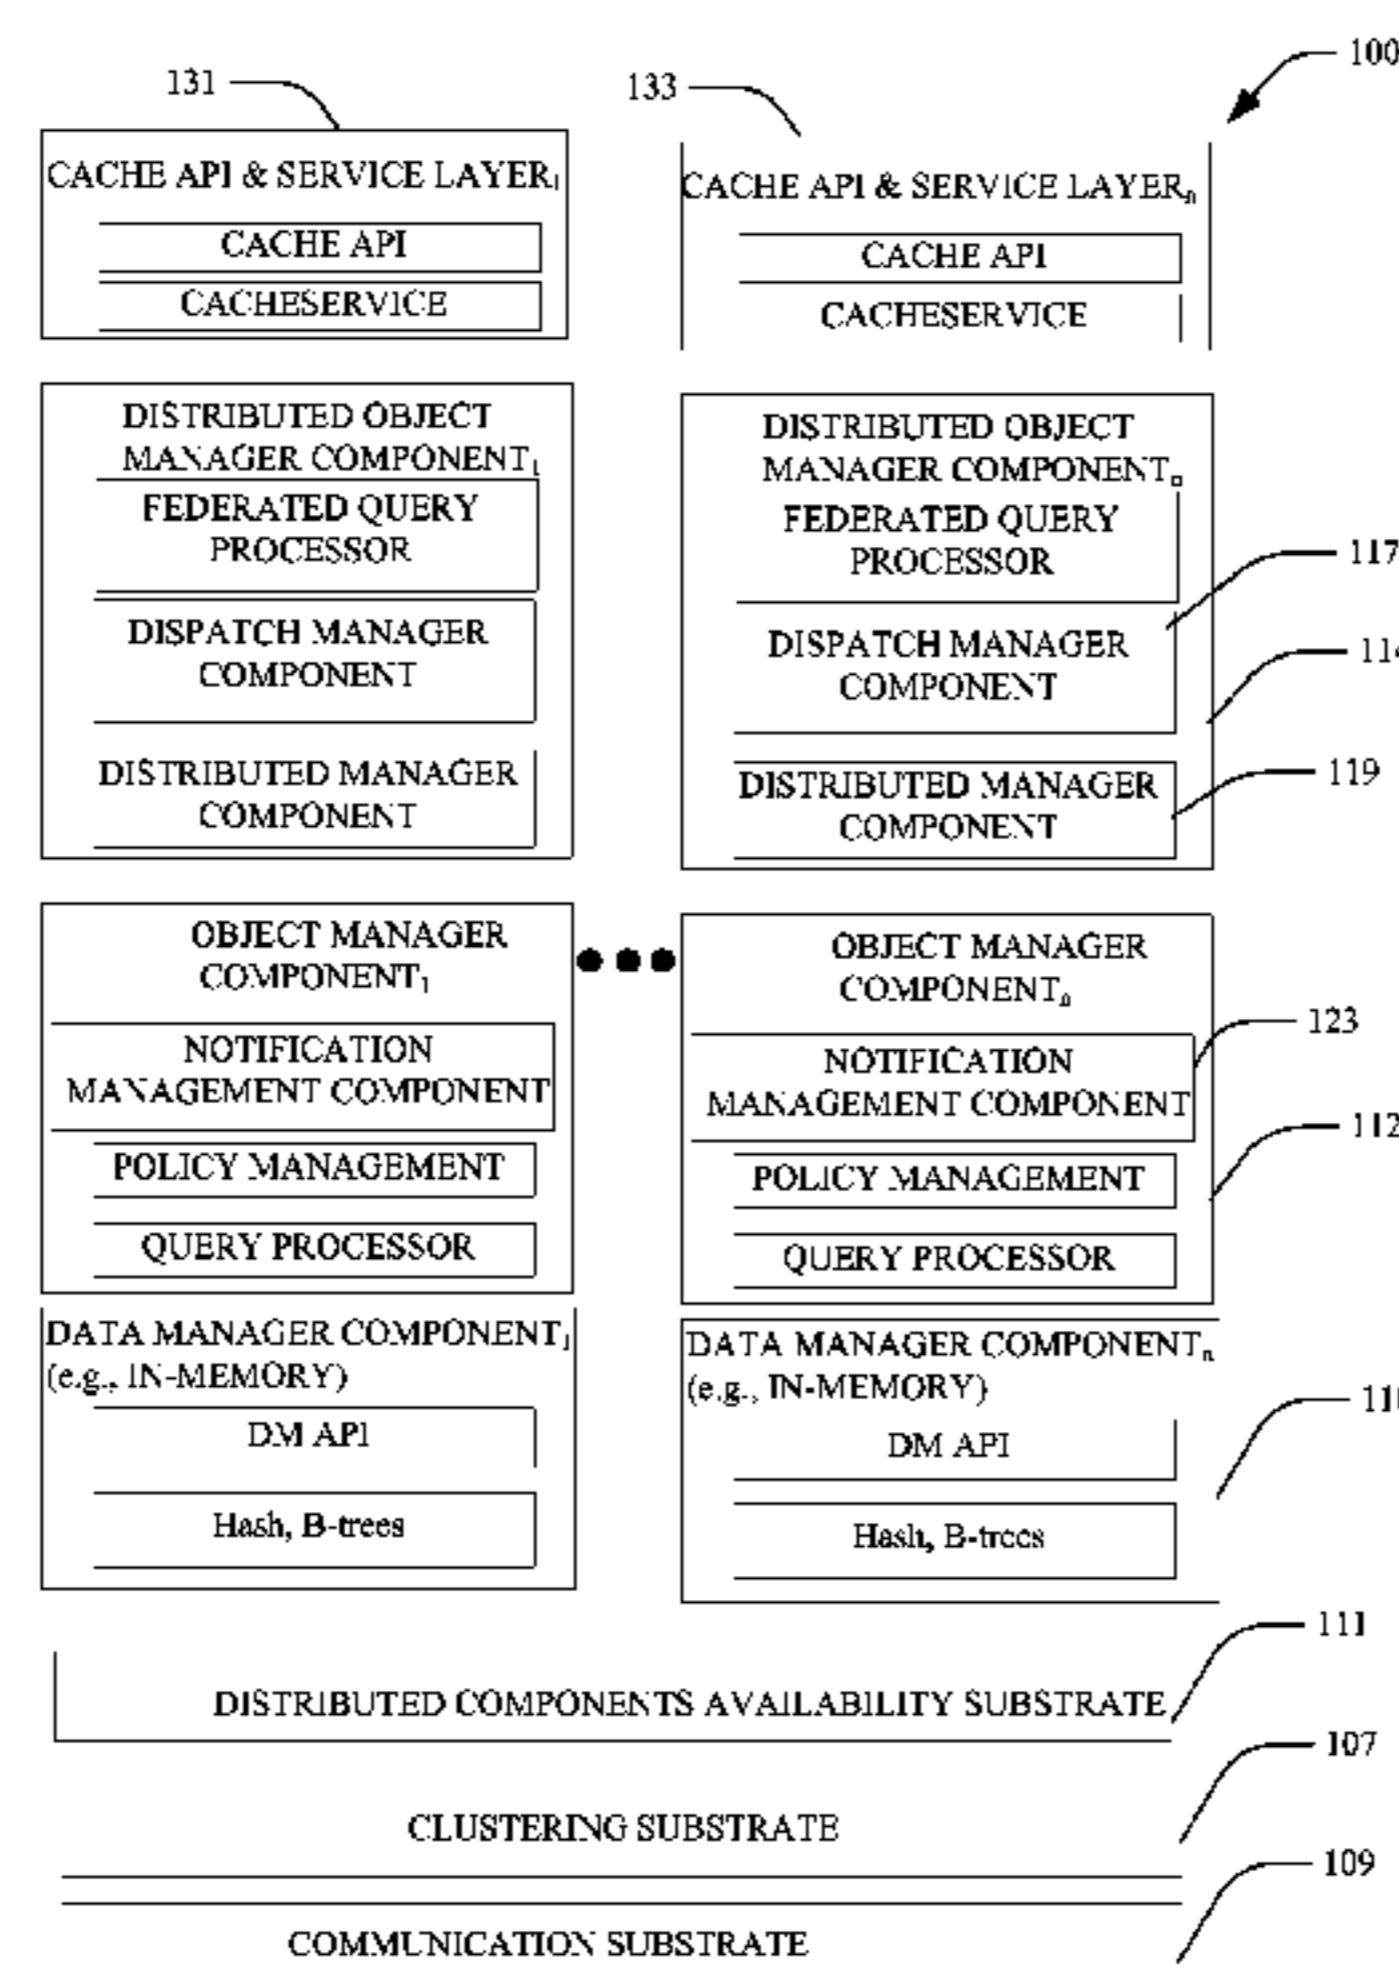 100
131
133
CACHE API & SERVICE LAYER1
CACHE API
CACHESERVICE
CACHE API & SERVICE LAYERn
CACHE API
CACHESERVICE
DISTRIBUTED OBJECT
MANAGER COMPONENT1
FEDERATED QUERY
PROCESSOR
DISPATCH MANAGER
COMPONENT
DISTRIBUTED MANAGER
COMPONENT
DISTRIBUTED OBJECT
MANAGER COMPONENTn
FEDERATED QUERY
PROCESSOR
DISPATCH MANAGER
COMPONENT
DISTRIBUTED MANAGER
COMPONENT
117
114
119
OBJECT MANAGER
COMPONENT1
NOTIFICATION
MANAGEMENT COMPONENT
POLICY MANAGEMENT
QUERY PROCESSOR
OBJECT MANAGER
COMPONENTn
NOTIFICATION
MANAGEMENT COMPONENT
POLICY MANAGEMENT
QUERY PROCESSOR
123
112
DATA MANAGER COMPONENT1
(e.g., IN-MEMORY)
DM API
Hash, B-trees
DATA MANAGER COMPONENTn
(e.g., IN-MEMORY)
DM API
Hash, B-trees
DISTRIBUTED COMPONENTS AVAILABILITY SUBSTRATE
111
CLUSTERING SUBSTRATE
107
COMMUNICATION SUBSTRATE
109